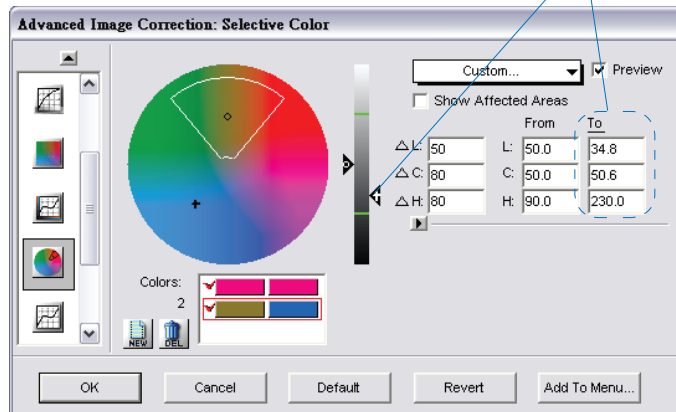 Advanced Image Correction: Selective Color
Custom... Preview
Show Affected Areas
From To
△ L: 50 L: 50.0 34.8
△ C: 80 C: 50.0 50.6
△ H: 80 H: 90.0 230.0
Colors:
2
NEW DEL
OK Cancel Default Revert Add To Menu...